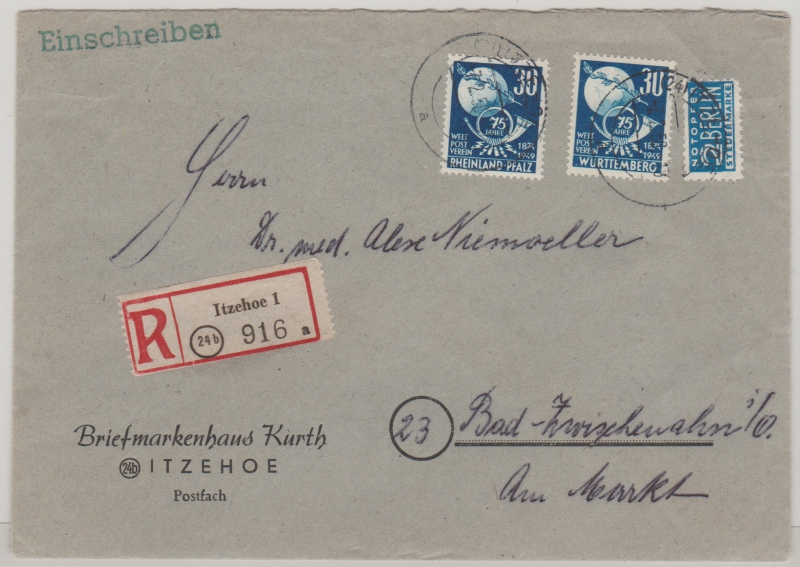 Einschreiben
30
75
JAHRE
WELT 1874
POST
VEREIN 1949
RHEINLAND-PFALZ
30
75
JAHRE
WELT 1874
POST
VEREIN 1949
WÜRTTEMBERG
NOTOPFER
2 BERLIN
STEUERMARKE
(24
a
Herrn
Dr. med. Alex Niemoeller
R
Itzehoe 1
24b 916 a
23 Bad-Zwischenahn i/O.
Am Markt
Briefmarkenhaus Kurth
24b ITZEHOE
Postfach